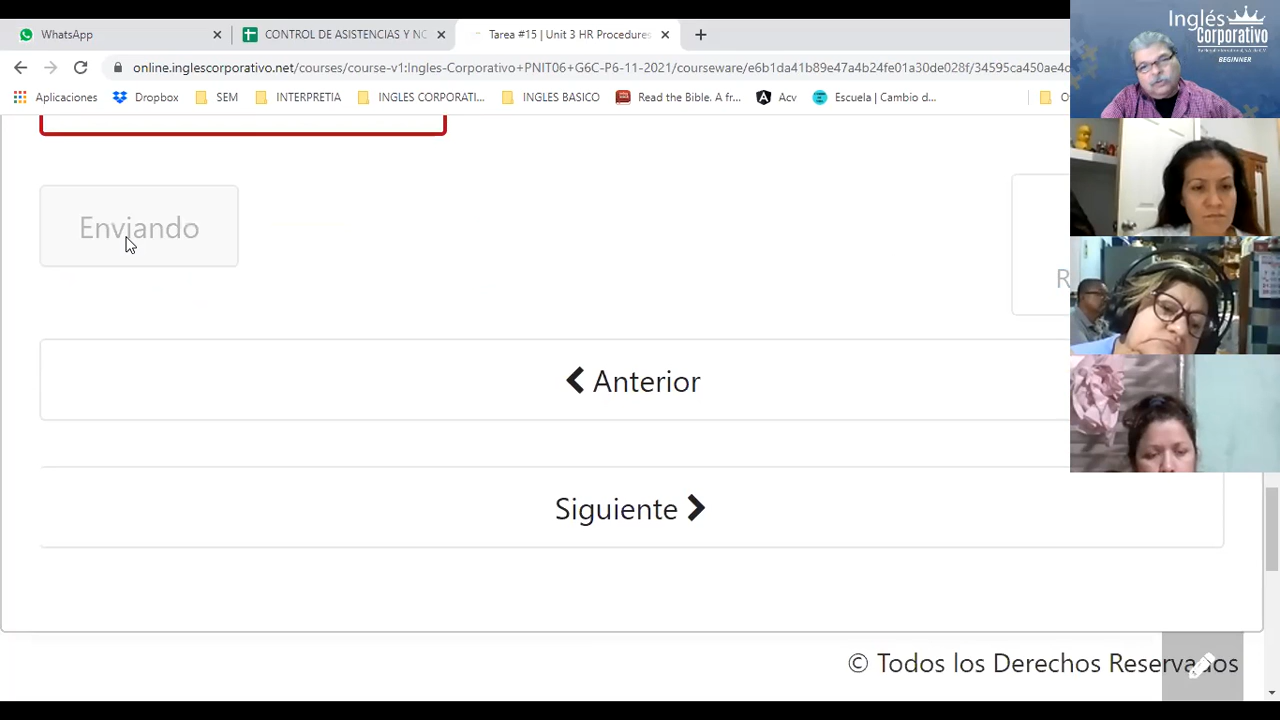 WhatsApp
CONTROL DE ASISTENCIAS Y NO
Tarea #15 | Unit 3 HR Procedures
online.inglescorporativo.net/courses/course-v1:Ingles-Corporativo+PNIT06+G6C-P6-11-2021/courseware/e6b1da41b89e47a4b24fe01a30de028f/34595ca450ae4c
Aplicaciones
Dropbox
SEM
INTERPRETIA
INGLES CORPORATI...
INGLES BASICO
Read the Bible. A fr...
Acv
Escuela | Cambio d...
O
Inglés
Corporativo
BEGINNER
Enviando
R
Anterior
Siguiente
© Todos los Derechos Reservados